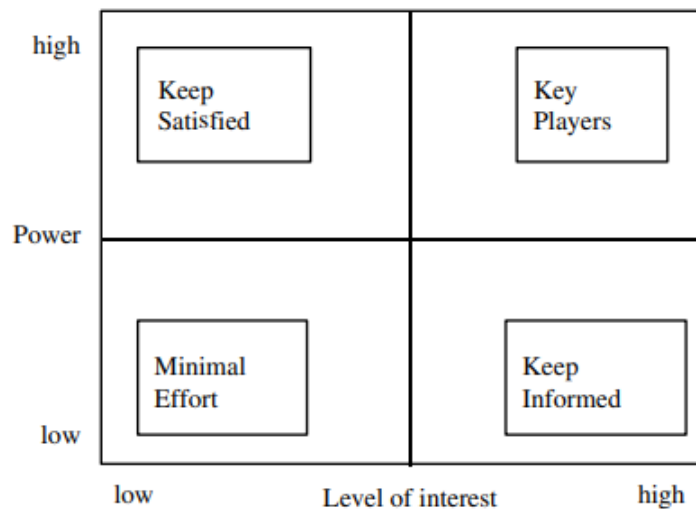 high
Keep
Satisfied
Key
Players
Power
Minimal
Effort
Keep
Informed
low
low
Level of interest
high